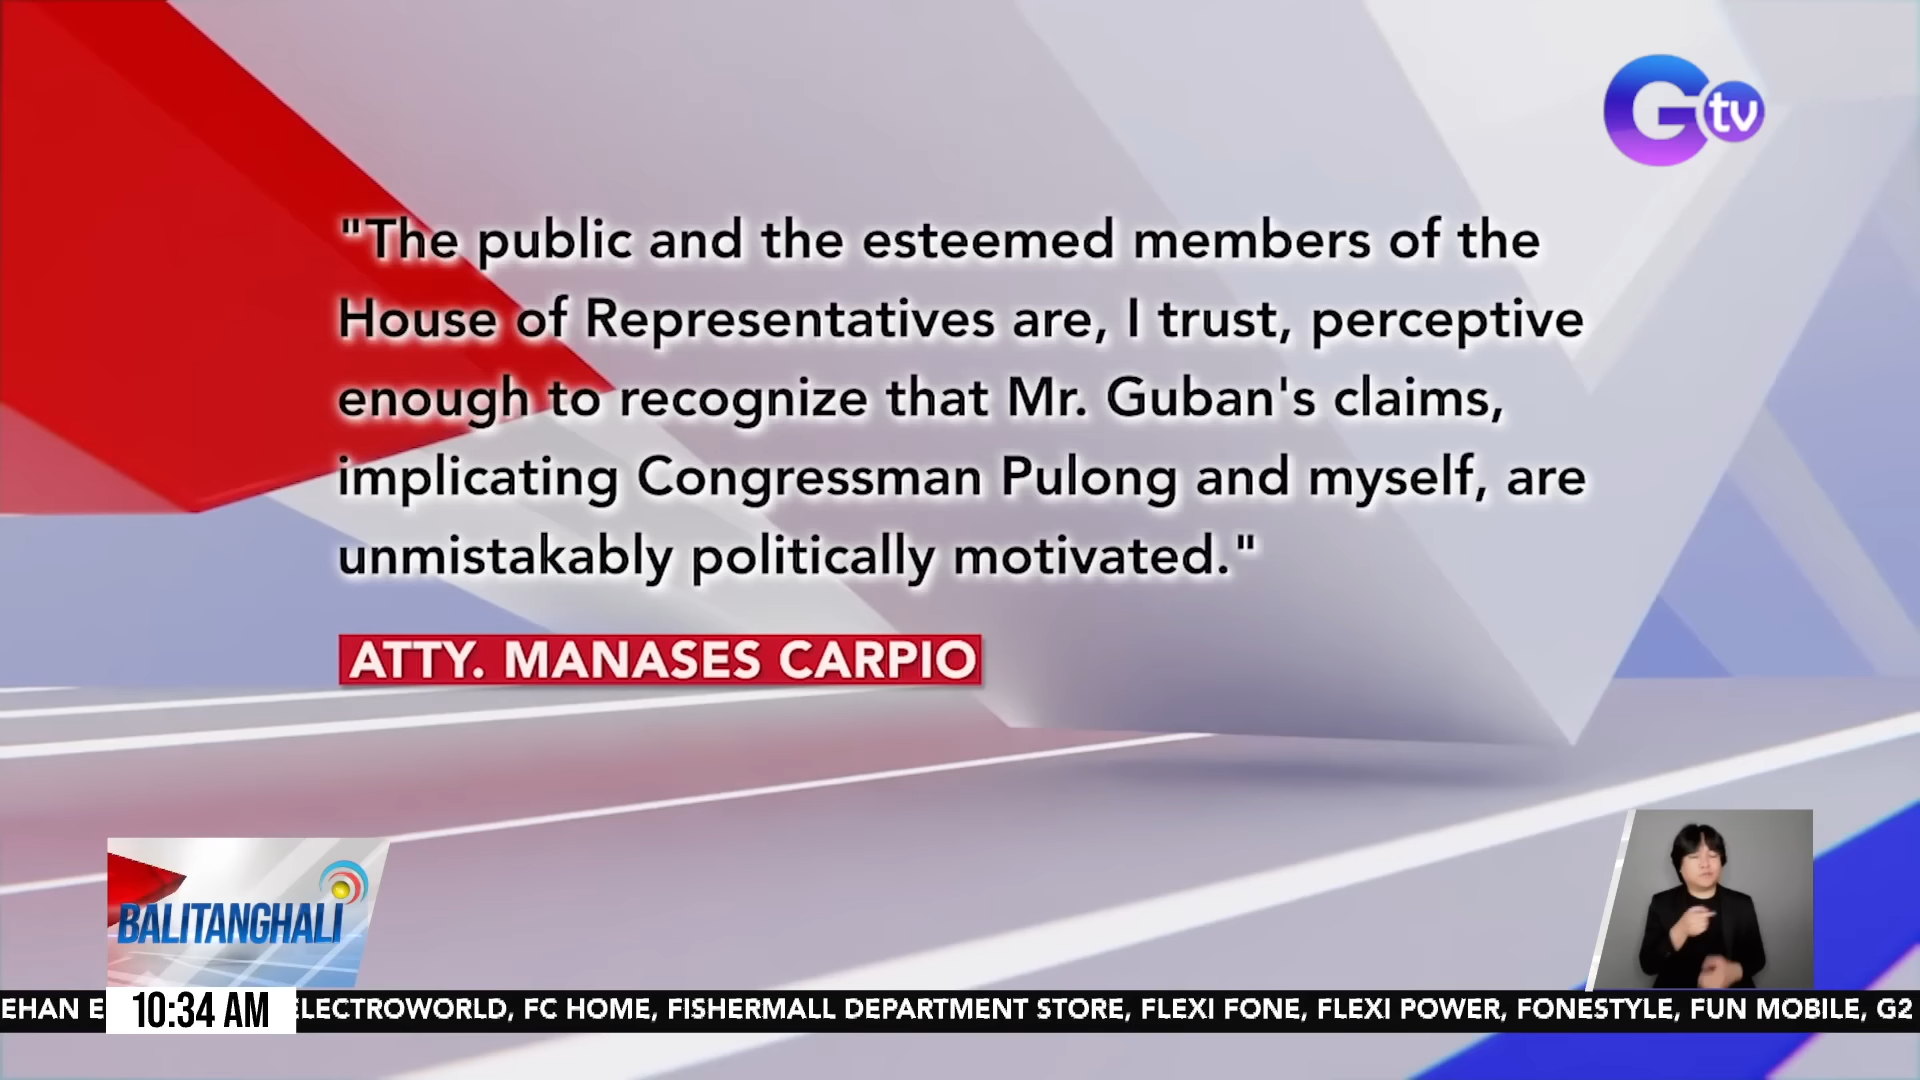 Gtv
"The public and the esteemed members of the
House of Representatives are, I trust, perceptive
enough to recognize that Mr. Guban's claims,
implicating Congressman Pulong and myself, are
unmistakably politically motivated."
ATTY. MANASES CARPIO
BALITANGHALI
10:34 AM
EHAN E
ELECTROWORLD, FC HOME, FISHERMALL DEPARTMENT STORE, FLEXI FONE, FLEXI POWER, FONESTYLE, FUN MOBILE, G2